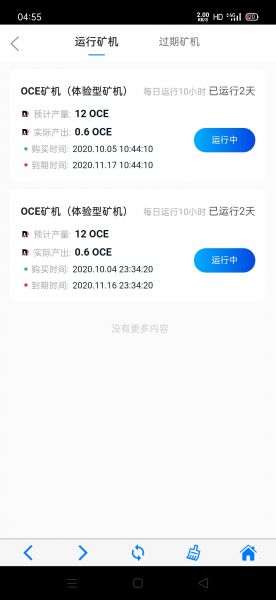 04:55
2.00 KB/S HD 4G
运行矿机 过期矿机
OCE矿机（体验型矿机） 每日运行10小时 已运行2天
预计产量: 12 OCE
实际产出: 0.6 OCE
运行中
购买时间: 2020.10.05 10:44:10
到期时间: 2020.11.17 10:44:10
OCE矿机（体验型矿机） 每日运行10小时 已运行2天
预计产量: 12 OCE
实际产出: 0.6 OCE
运行中
购买时间: 2020.10.04 23:34:20
到期时间: 2020.11.16 23:34:20
没有更多内容